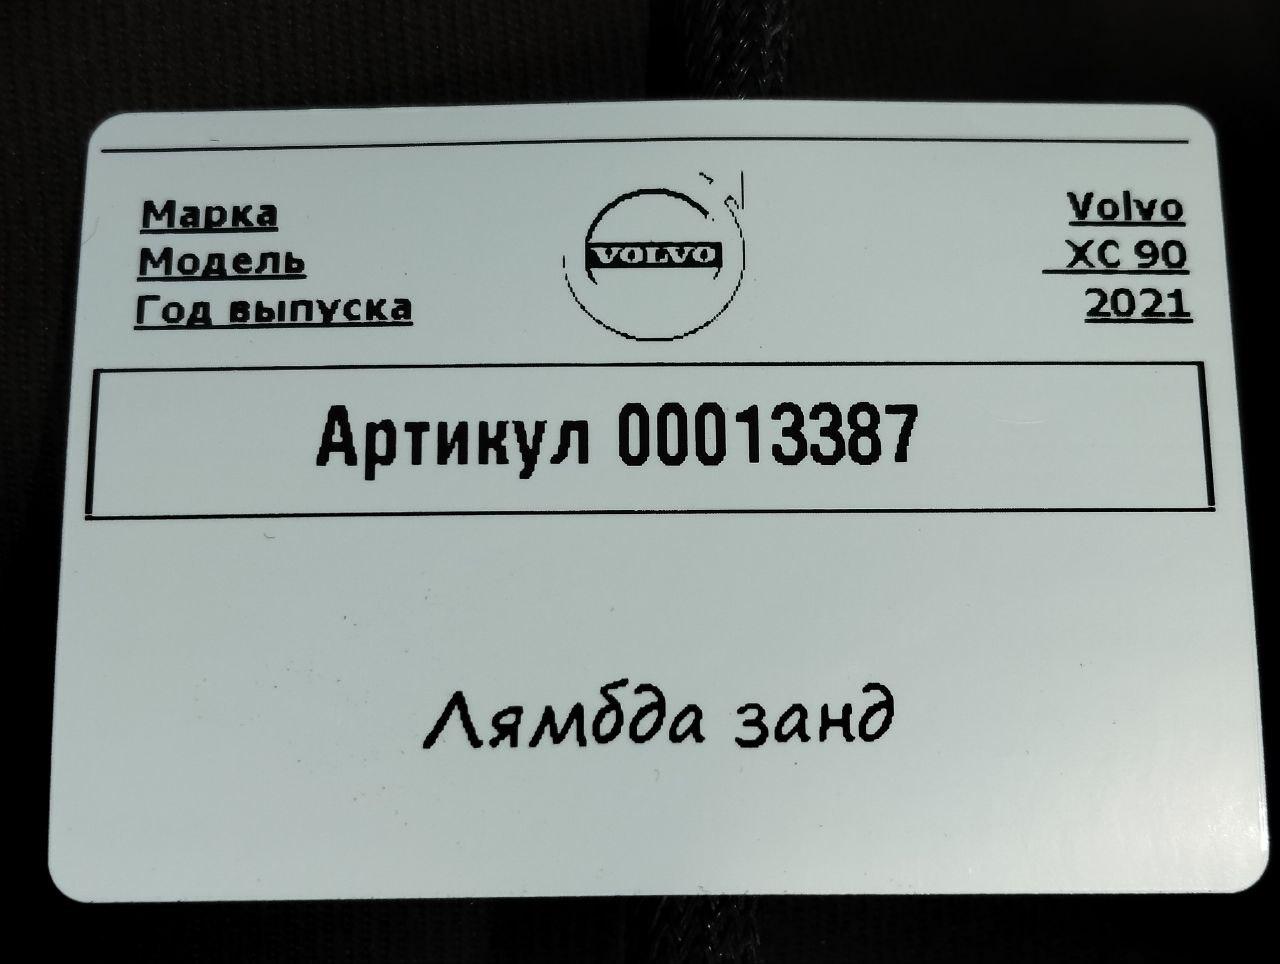 Марка Volvo
Модель XC 90
Год выпуска 2021
VOLVO
Артикул 00013387
Лямбда занд